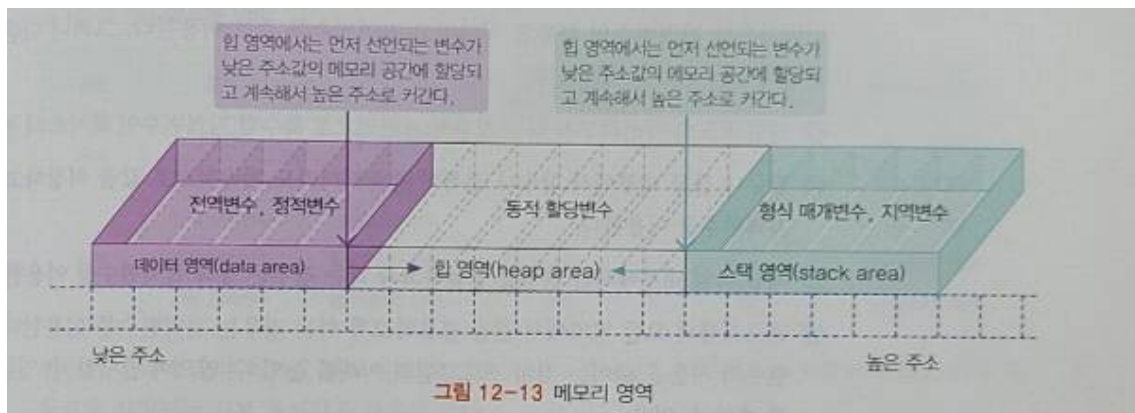 힙 영역에서는 먼저 선언되는 변수가
낮은 주소값의 메모리 공간에 할당되
고 계속해서 높은 주소로 커간다.
힙 영역에서는 먼저 선언되는 변수가
낮은 주소값의 메모리 공간에 할당되
고 계속해서 높은 주소로 커간다.
전역변수, 정적변수
동적 할당변수
형식 매개변수, 지역변수
데이터 영역(data area)
힙 영역(heap area)
스택 영역(stack area)
낮은 주소
높은 주소
그림 12-13 메모리 영역